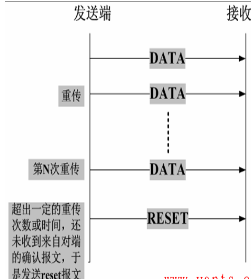 发送端
接收
DATA
重传
DATA
第N次重传
DATA
超出一定的重传
次数或时间，还
未收到来自对端
的确认报文，于
是发送reset报文
RESET